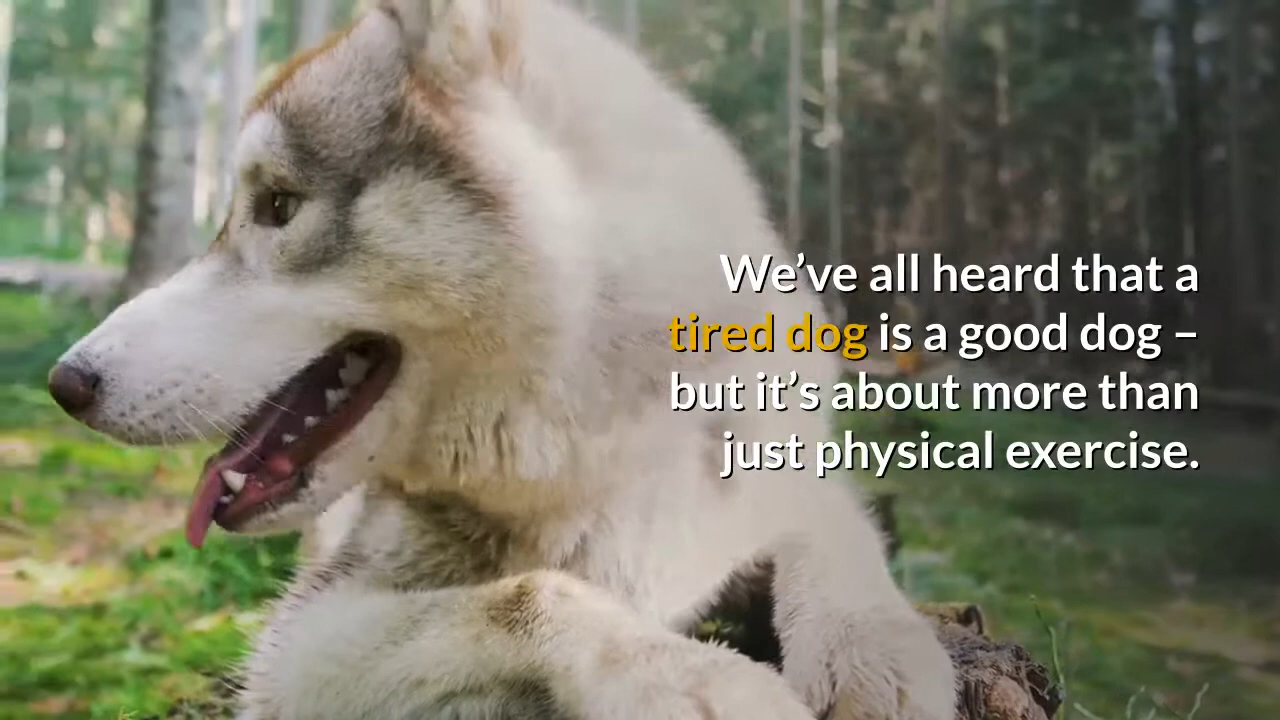 We’ve all heard that a
tired dog is a good dog –
but it’s about more than
just physical exercise.